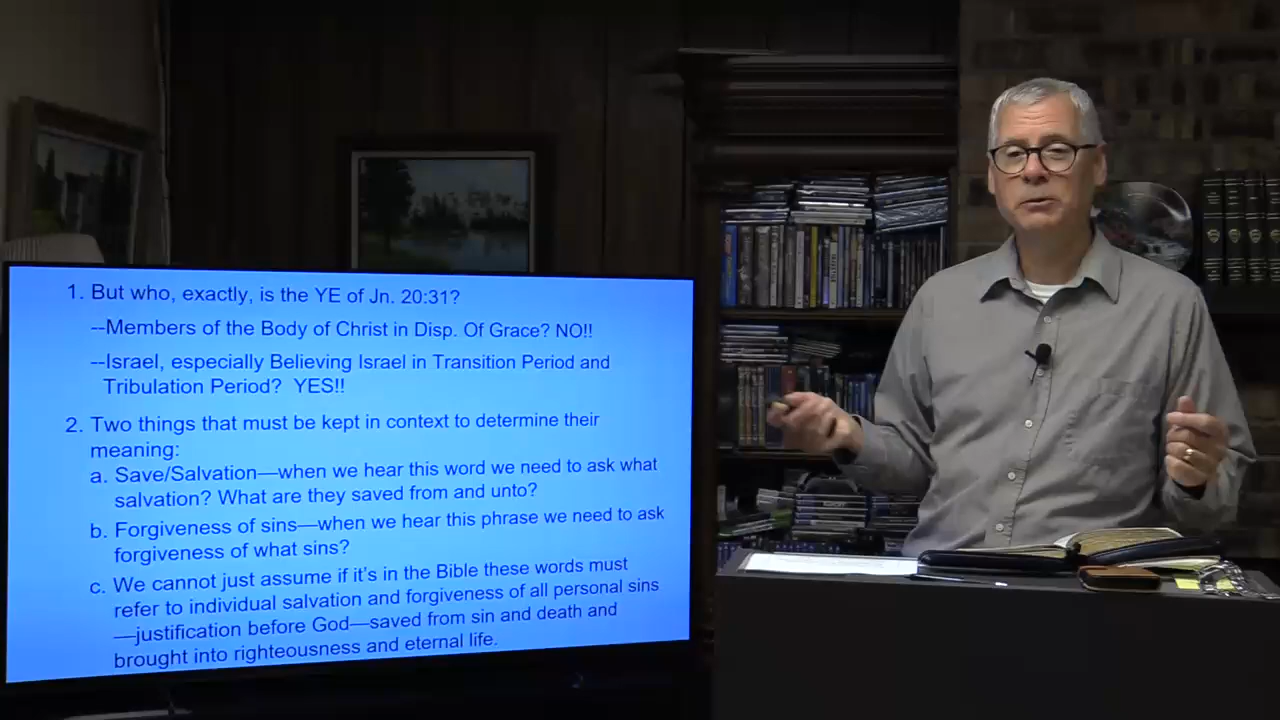 1. But who, exactly, is the YE of Jn. 20:31?
--Members of the Body of Christ in Disp. Of Grace? NO!!
--Israel, especially Believing Israel in Transition Period and
Tribulation Period? YES!!
2. Two things that must be kept in context to determine their
meaning:
a. Save/Salvation—when we hear this word we need to ask what
salvation? What are they saved from and unto?
b. Forgiveness of sins—when we hear this phrase we need to ask
forgiveness of what sins?
c. We cannot just assume if it's in the Bible these words must
refer to individual salvation and forgiveness of all personal sins
—justification before God—saved from sin and death and
brought into righteousness and eternal life.